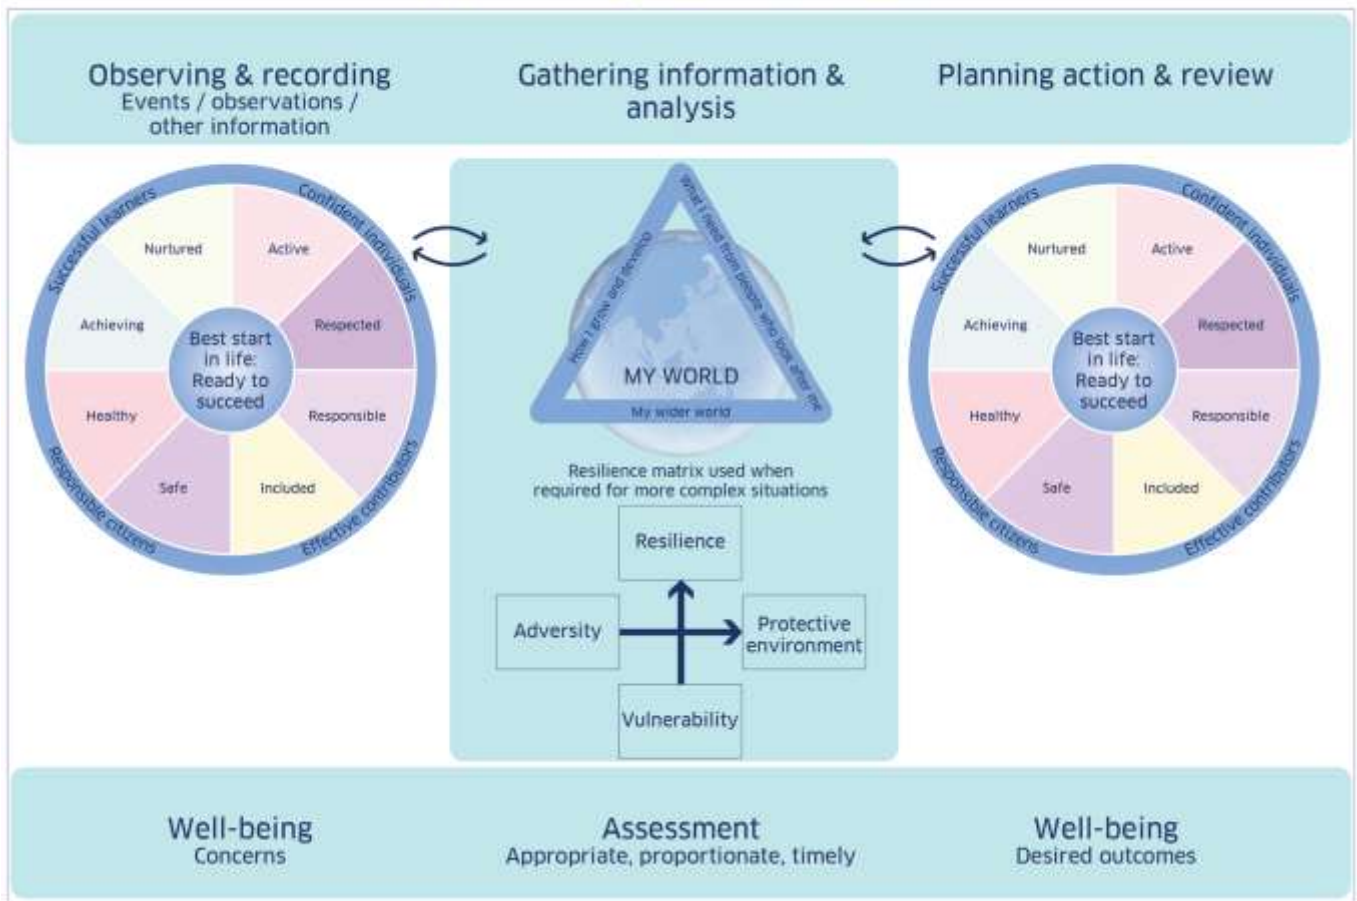 Observing & recording
Events / observations /
other information
Gathering information &
analysis
Planning action & review
Successful learners
Confident individuals
Nurtured
Active
Achieving
Respected
Best start
in life:
Ready to
succeed
Healthy
Responsible
Safe
Included
Responsible citizens
Effective contributors
How I grow and develop
what I need from people who look after me
MY WORLD
My wider world
Resilience matrix used when
required for more complex situations
Resilience
Adversity
Protective
environment
Vulnerability
Successful learners
Confident individuals
Nurtured
Active
Achieving
Respected
Best start
in life:
Ready to
succeed
Healthy
Responsible
Safe
Included
Responsible citizens
Effective contributors
Well-being
Concerns
Assessment
Appropriate, proportionate, timely
Well-being
Desired outcomes